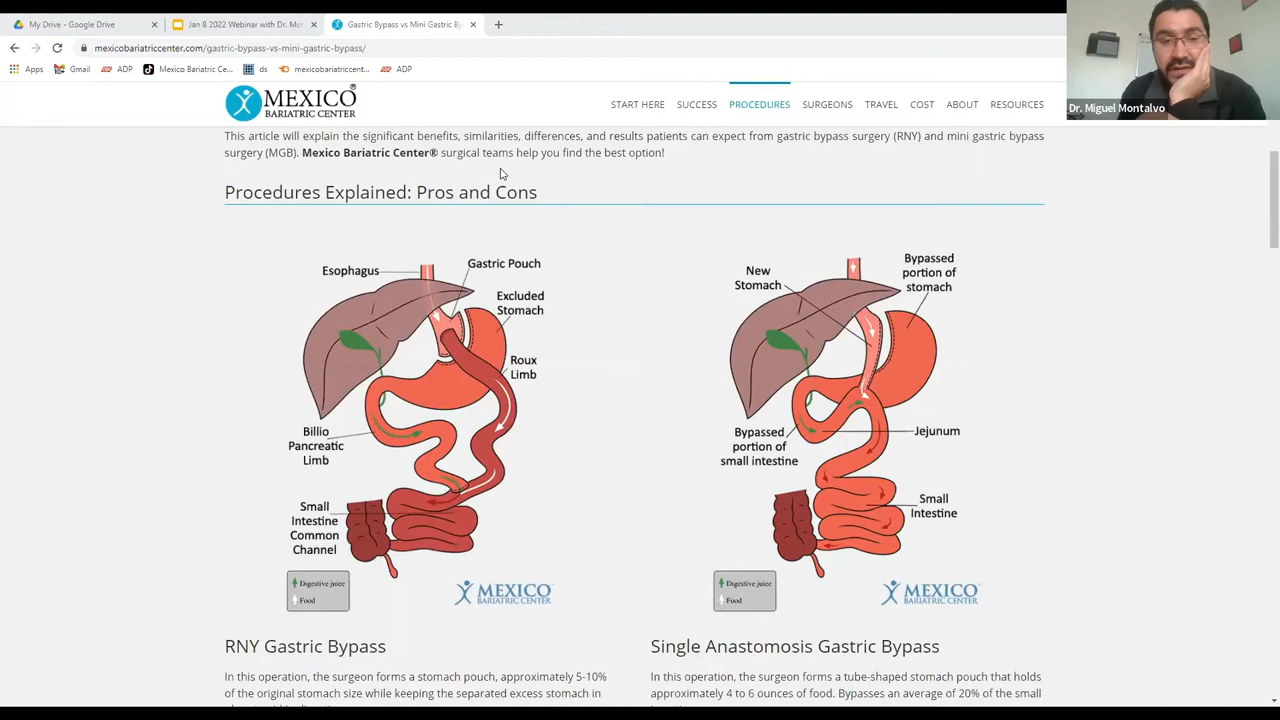 My Drive - Google Drive
Jan 8 2022 Webinar with Dr. Mo
Gastric Bypass vs Mini Gastric By
mexicobariatriccenter.com/gastric-bypass-vs-mini-gastric-bypass/
Apps Gmail ADP Mexico Bariatric Ce... ds mexicobariatriccent... ADP
Dr. Miguel Montalvo
MEXICO®
BARIATRIC CENTER
START HERE SUCCESS PROCEDURES SURGEONS TRAVEL COST ABOUT RESOURCES
This article will explain the significant benefits, similarities, differences, and results patients can expect from gastric bypass surgery (RNY) and mini gastric bypass
surgery (MGB). Mexico Bariatric Center® surgical teams help you find the best option!
Procedures Explained: Pros and Cons
Esophagus
Gastric Pouch
Excluded
Stomach
Roux
Limb
Billio
Pancreatic
Limb
Small
Intestine
Common
Channel
Digestive juice
Food
MEXICO
BARIATRIC CENTER
New
Stomach
Bypassed
portion of
stomach
Bypassed
portion of
small intestine
Jejunum
Small
Intestine
Digestive juice
Food
MEXICO
BARIATRIC CENTER
RNY Gastric Bypass
In this operation, the surgeon forms a stomach pouch, approximately 5-10%
of the original stomach size while keeping the separated excess stomach in
Single Anastomosis Gastric Bypass
In this operation, the surgeon forms a tube-shaped stomach pouch that holds
approximately 4 to 6 ounces of food. Bypasses an average of 20% of the small